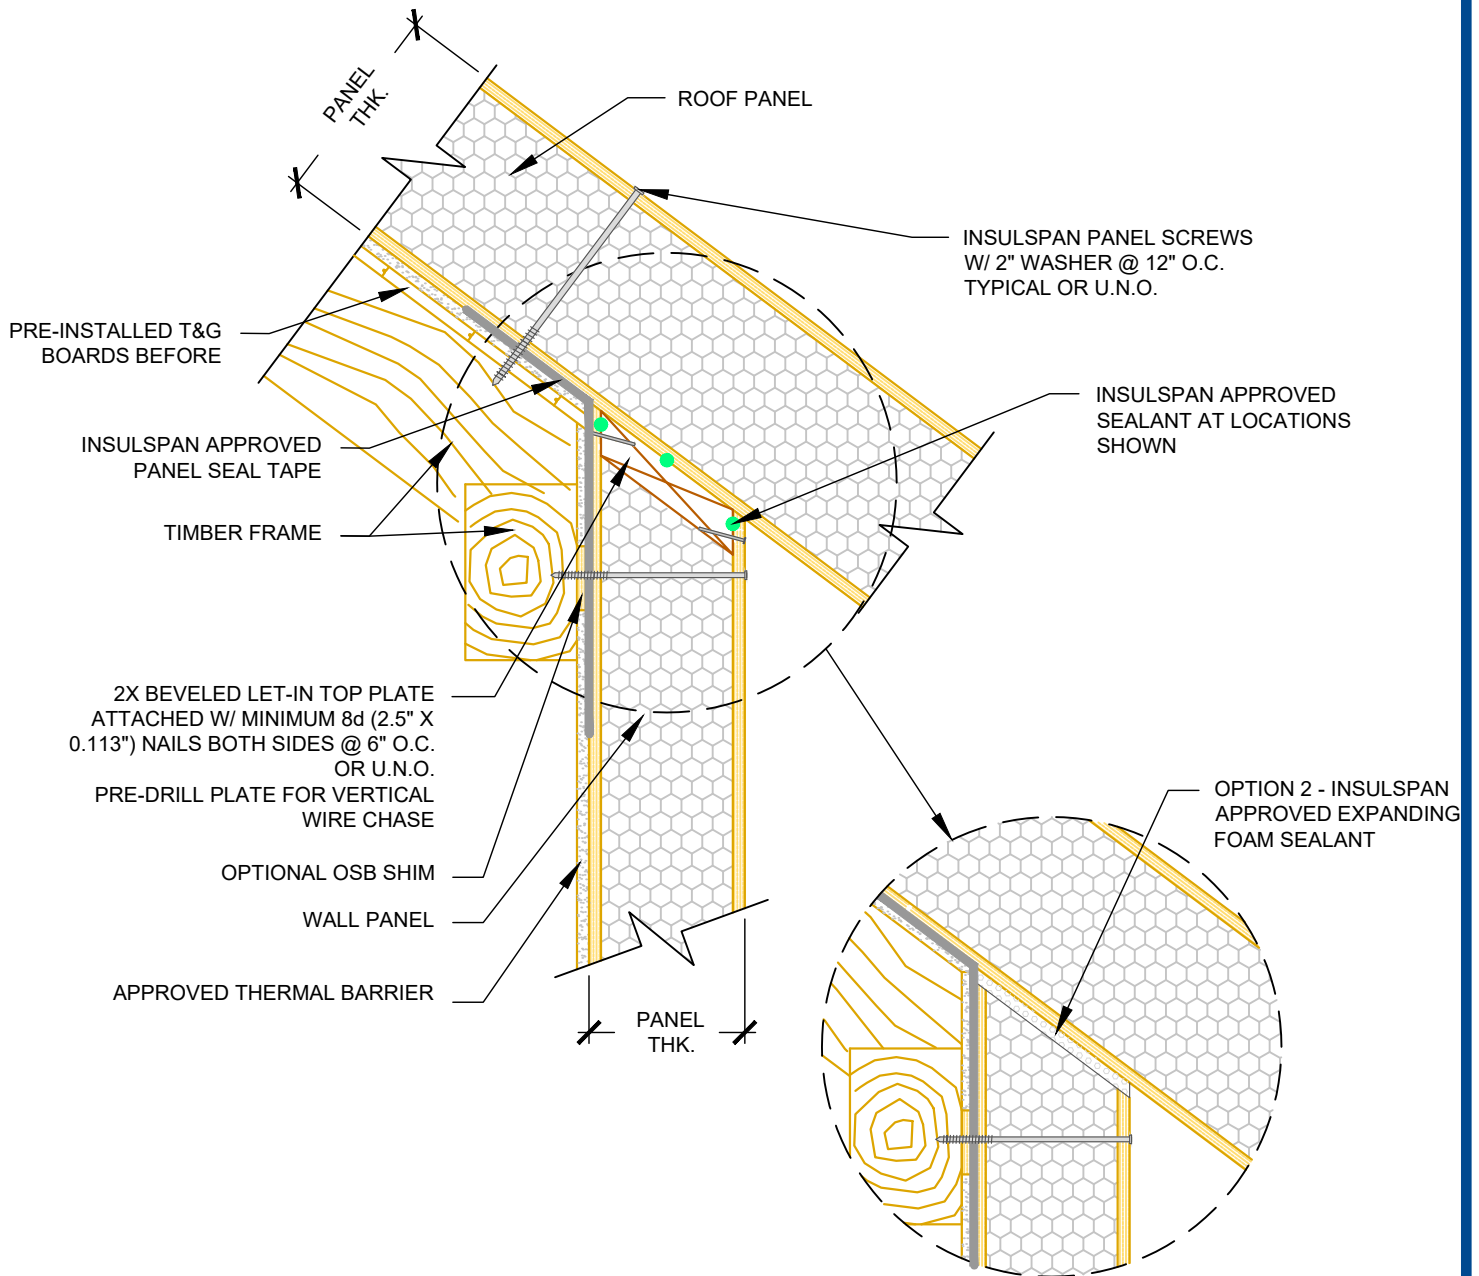 PANEL
THK.
ROOF PANEL
INSULSPAN PANEL SCREWS
W/ 2" WASHER @ 12" O.C.
TYPICAL OR U.N.O.
PRE-INSTALLED T&G
BOARDS BEFORE
INSULSPAN APPROVED
SEALANT AT LOCATIONS
SHOWN
INSULSPAN APPROVED
PANEL SEAL TAPE
TIMBER FRAME
2X BEVELED LET-IN TOP PLATE
ATTACHED W/ MINIMUM 8d (2.5" X
0.113") NAILS BOTH SIDES @ 6" O.C.
OR U.N.O.
PRE-DRILL PLATE FOR VERTICAL
WIRE CHASE
OPTION 2 - INSULSPAN
APPROVED EXPANDING
FOAM SEALANT
OPTIONAL OSB SHIM
WALL PANEL
APPROVED THERMAL BARRIER
PANEL
THK.